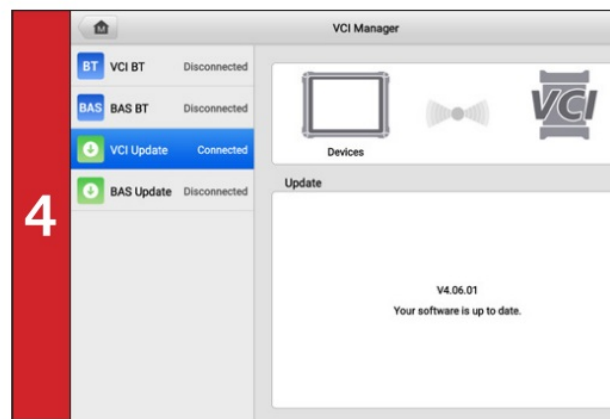 4
VCI Manager
BT VCI BT Disconnected
BAS BAS BT Disconnected
VCI Update Connected
BAS Update Disconnected
VCI
Devices
Update
V4.06.01
Your software is up to date.